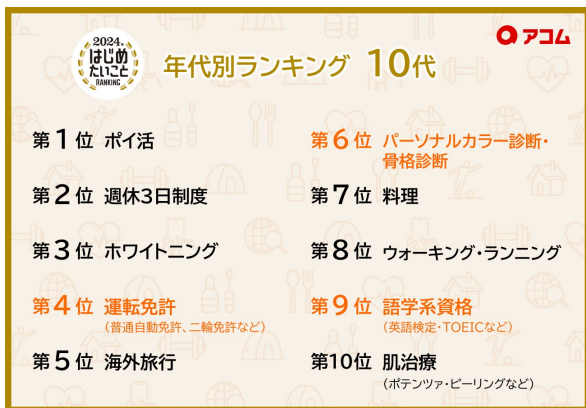 2024年
はじめ
たいこと
RANKING
年代別ランキング 10代
アコム
第1位 ポイ活
第2位 週休3日制度
第3位 ホワイトニング
第4位 運転免許
(普通自動免許、二輪免許など)
第5位 海外旅行
第6位 パーソナルカラー診断・
骨格診断
第7位 料理
第8位 ウォーキング・ランニング
第9位 語学系資格
(英語検定・TOEICなど)
第10位 肌治療
(ポテンツァ・ピーリングなど)